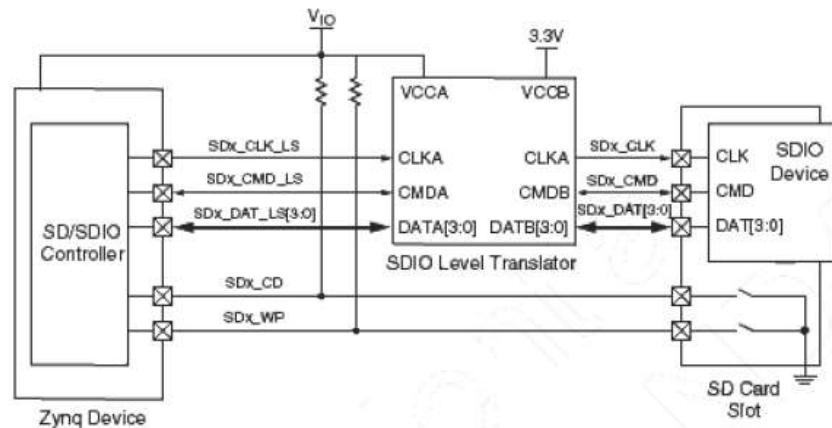 VIO
3.3V
VCCA
VCCB
SDx_CLK_LS
CLKA
CLKA
SDx_CLK
CLK
SDIO
Device
SDx_CMD_LS
CMDA
CMDB
SDx_CMD
CMD
SD/SDIO
Controller
SDx_DAT_LS[3:0]
DATA[3:0]
DATB[3:0]
SDx_DAT[3:0]
DAT[3:0]
SDIO Level Translator
SDx_CD
SDx_WP
Zynq Device
SD Card
Slot